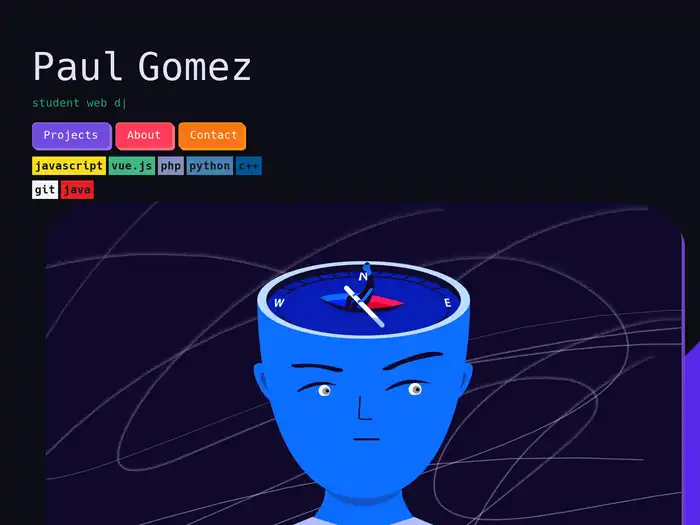 Paul Gomez
student web d|
Projects About Contact
javascript vue.js php python c++
git java
N
W E